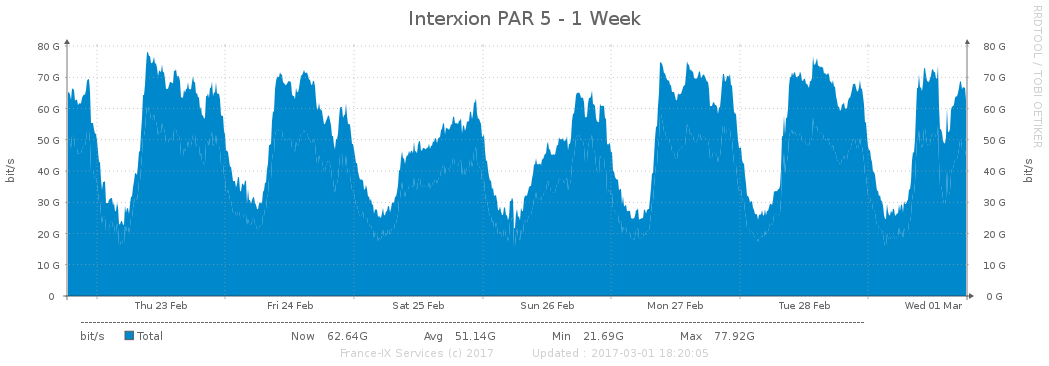 Interxion PAR 5 - 1 Week
RRDTOOL / TOBI OETIKER
80 G 80 G
70 G 70 G
60 G 60 G
50 G 50 G
40 G 40 G
30 G 30 G
20 G 20 G
10 G 10 G
0 0 G
bit/s
bit/s
Thu 23 Feb Fri 24 Feb Sat 25 Feb Sun 26 Feb Mon 27 Feb Tue 28 Feb Wed 01 Mar
bit/s Total Now 62.64G Avg 51.14G Min 21.69G Max 77.92G
France-IX Services (c) 2017 Updated : 2017-03-01 18:20:05